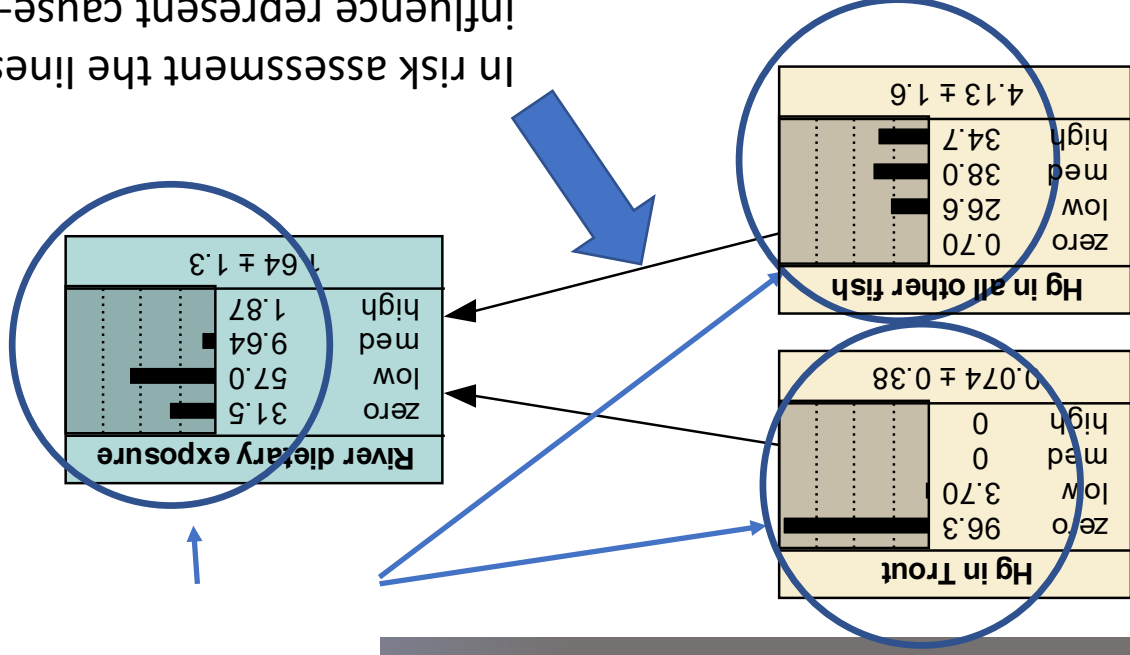 Hg in Trout
zero 96.3
low 3.70
med 0
high 0
0.074 ± 0.38
Hg in all other fish
zero 0.70
low 26.6
med 38.0
high 34.7
4.13 ± 1.6
River dietary exposure
zero 31.5
low 57.0
med 9.64
high 1.87
1.64 ± 1.3
In risk assessment the lines
influence represent cause-